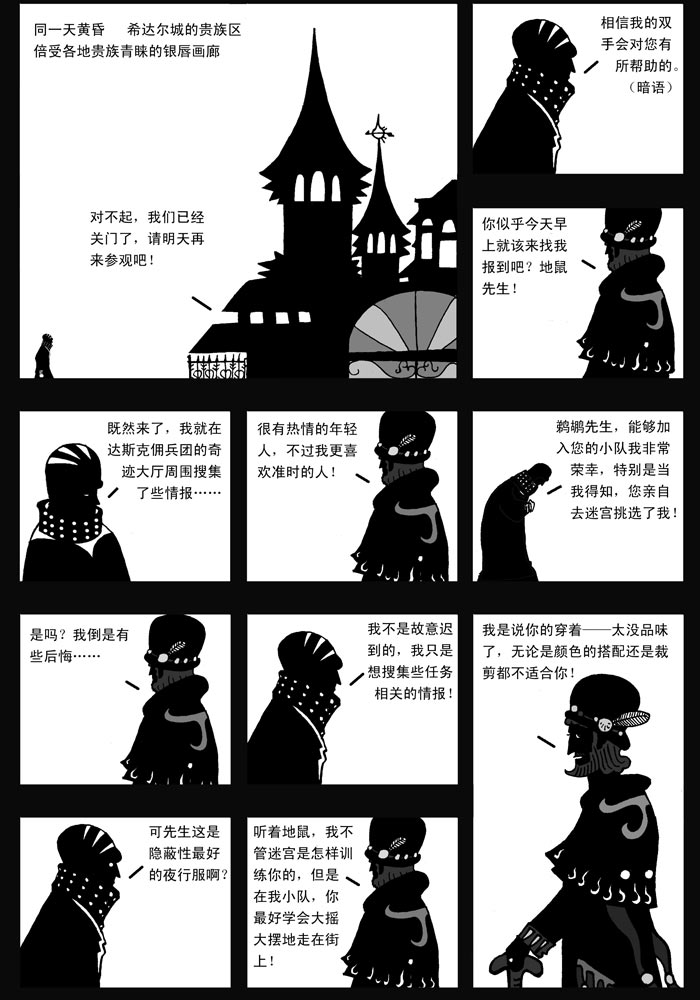 同一天黄昏 希达尔城的贵族区
倍受各地贵族青睐的银唇画廊
对不起，我们已经
关门了，请明天再
来参观吧！
相信我的双
手会对您有
所帮助的。
（暗语）
你似乎今天早
上就该来找我
报到吧？地鼠
先生！
既然来了，我就在
达斯克佣兵团的奇
迹大厅周围搜集
了些情报……
很有热情的年轻
人，不过我更喜
欢准时的人！
鹈鹕先生，能够加
入您的小队我非常
荣幸，特别是当
我得知，您亲自
去迷宫挑选了我！
是吗？我倒是有
些后悔……
我不是故意迟
到的，我只是
想搜集些任务
相关的情报！
我是说你的穿着——太没品味
了，无论是颜色的搭配还是裁
剪都不适合你！
可先生这是
隐蔽性最好
的夜行服啊？
听着地鼠，我不
管迷宫是怎样训
练你的，但是
在我小队，你
最好学会大摇
大摆地走在街
上！